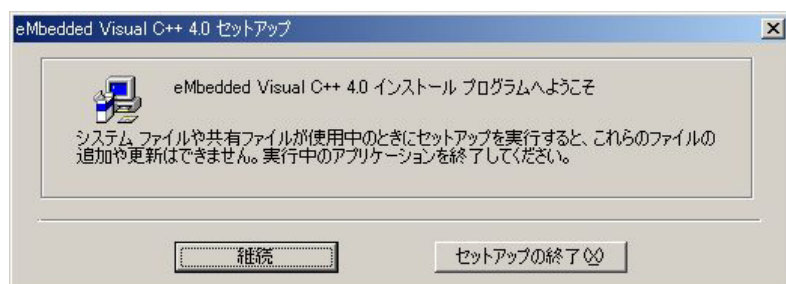 eMbedded Visual C++ 4.0 セットアップ
eMbedded Visual C++ 4.0 インストール プログラムへようこそ
システム ファイルや共有ファイルが使用中のときにセットアップを実行すると、これらのファイルの
追加や更新はできません。実行中のアプリケーションを終了してください。
継続
セットアップの終了(X)